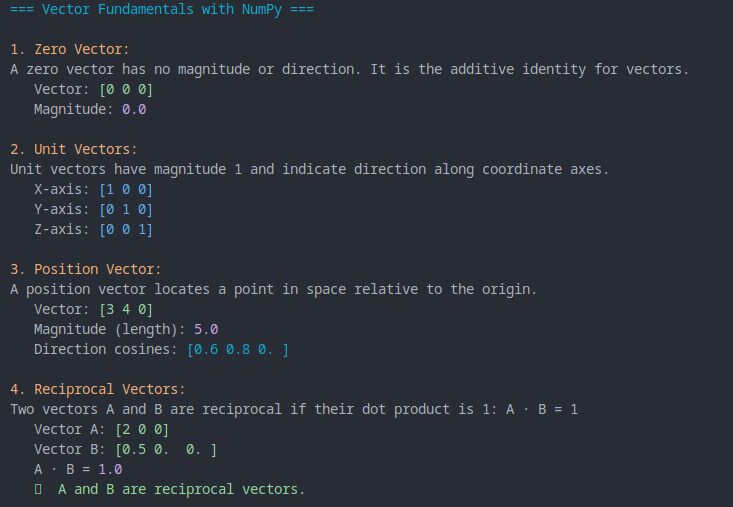 === Vector Fundamentals with NumPy ===
1. Zero Vector:
A zero vector has no magnitude or direction. It is the additive identity for vectors.
Vector: [0 0 0]
Magnitude: 0.0
2. Unit Vectors:
Unit vectors have magnitude 1 and indicate direction along coordinate axes.
X-axis: [1 0 0]
Y-axis: [0 1 0]
Z-axis: [0 0 1]
3. Position Vector:
A position vector locates a point in space relative to the origin.
Vector: [3 4 0]
Magnitude (length): 5.0
Direction cosines: [0.6 0.8 0. ]
4. Reciprocal Vectors:
Two vectors A and B are reciprocal if their dot product is 1: A · B = 1
Vector A: [2 0 0]
Vector B: [0.5 0.  0. ]
A · B = 1.0
▯  A and B are reciprocal vectors.